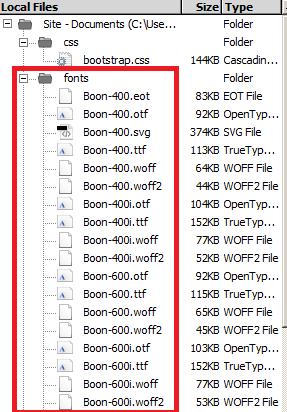 Local Files Size Type
Site - Documents (C:\Use... Folder
css Folder
bootstrap.css 144KB Cascadin...
fonts Folder
Boon-400.eot 83KB EOT File
Boon-400.otf 92KB OpenTyp...
Boon-400.svg 374KB SVG File
Boon-400.ttf 113KB TrueTyp...
Boon-400.woff 64KB WOFF File
Boon-400.woff2 44KB WOFF2 File
Boon-400i.otf 104KB OpenTyp...
Boon-400i.ttf 152KB TrueTyp...
Boon-400i.woff 77KB WOFF File
Boon-400i.woff2 52KB WOFF2 File
Boon-600.otf 92KB OpenTyp...
Boon-600.ttf 115KB TrueTyp...
Boon-600.woff 65KB WOFF File
Boon-600.woff2 45KB WOFF2 File
Boon-600i.otf 103KB OpenTyp...
Boon-600i.ttf 152KB TrueTyp...
Boon-600i.woff 77KB WOFF File
Boon-600i.woff2 53KB WOFF2 File